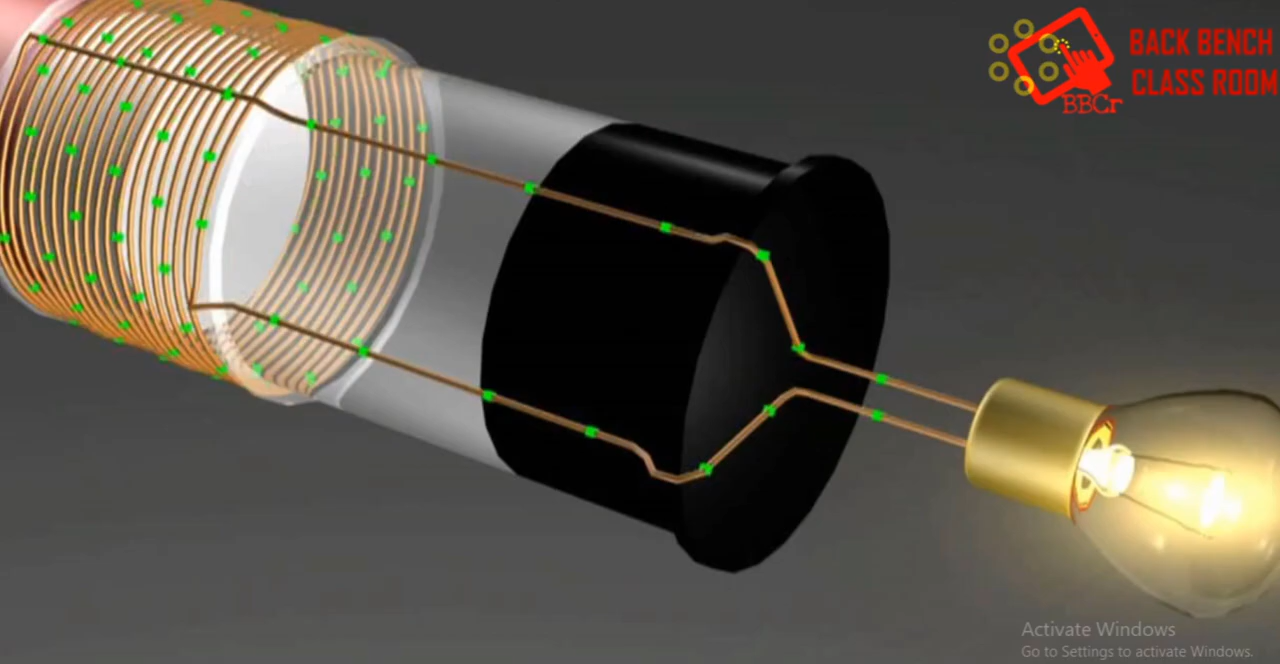 BACK BENCH
CLASS ROOM
BBCr
Activate Windows
Go to Settings to activate Windows.